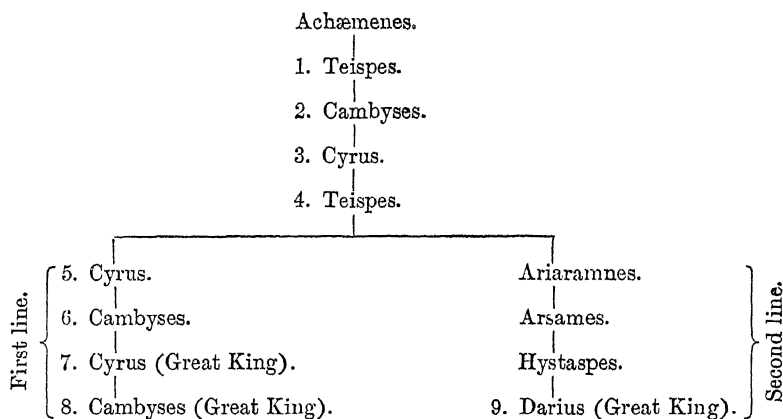 Achæmenes.
1. Teispes.
2. Cambyses.
3. Cyrus.
4. Teispes.
First line.
5. Cyrus.
6. Cambyses.
7. Cyrus (Great King).
8. Cambyses (Great King).
Ariaramnes.
Arsames.
Hystaspes.
9. Darius (Great King).
Second line.